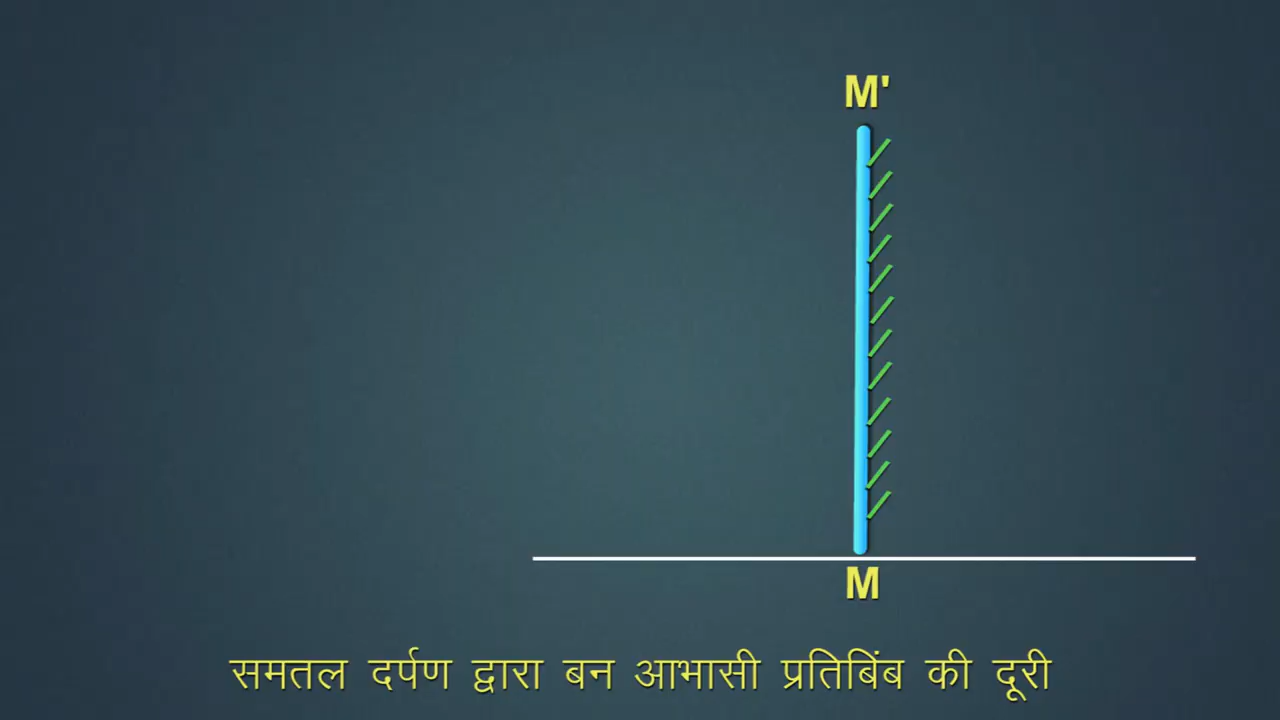 M'
M
समतल दर्पण द्वारा बन आभासी प्रतिबिंब की दूरी